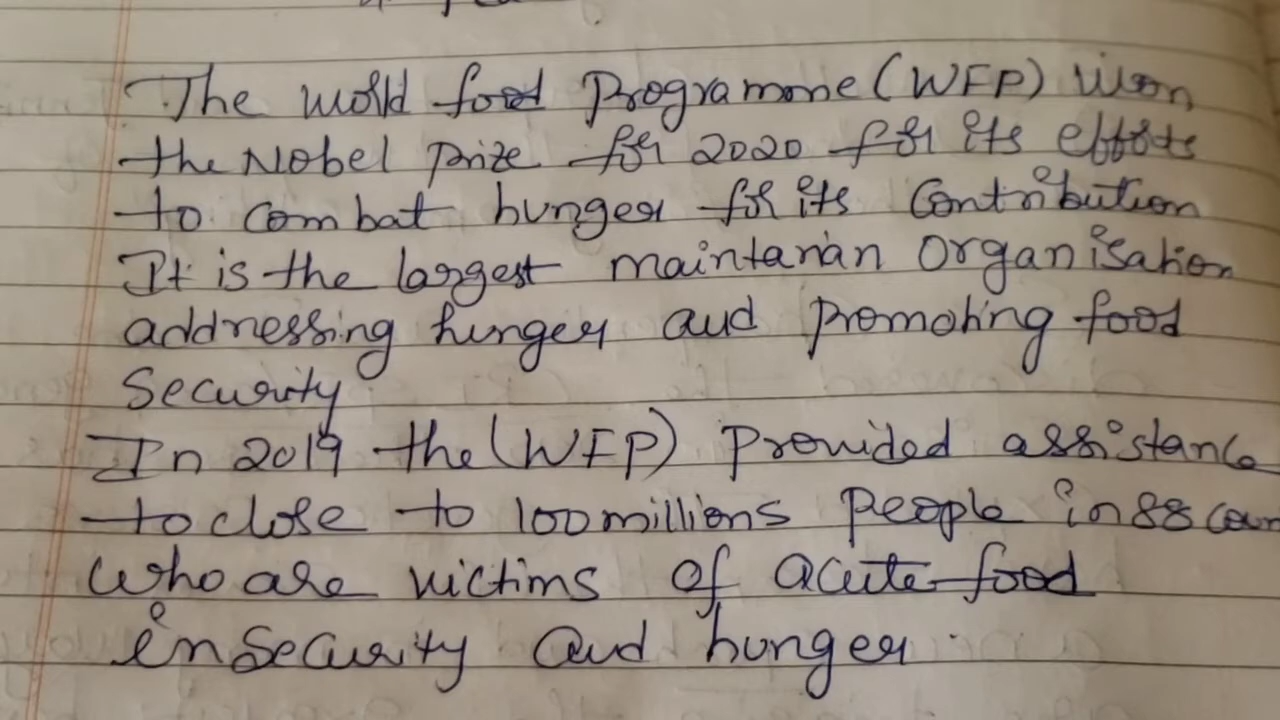 The world food Programme (WFP) won
the Nobel prize for 2020 for its efforts
to combat hunger for its Contribution
It is the largest maintarian organisation
addressing hunger and promoting food
Security
In 2019 the (WFP) Provided assistance
to close to 100 millions people in 88
who are victims of acute food
insecurity and hunger.